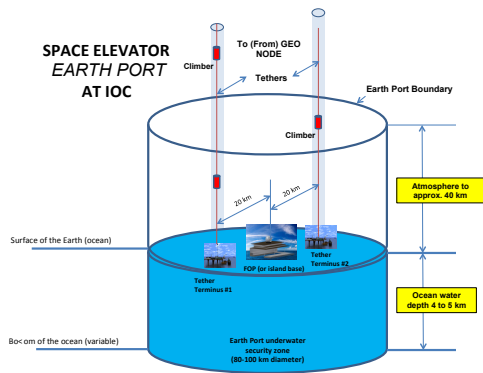 SPACE ELEVATOR
EARTH PORT
AT IOC
To (From) GEO
NODE
Climber
Tethers
Earth Port Boundary
Climber
20 km
20 km
Atmosphere to
approx. 40 km
Surface of the Earth (ocean)
Tether
Terminus #1
FOP (or island base)
Tether
Terminus #2
Ocean water
depth 4 to 5 km
Bo<om of the ocean (variable)
Earth Port underwater
security zone
(80-100 km diameter)